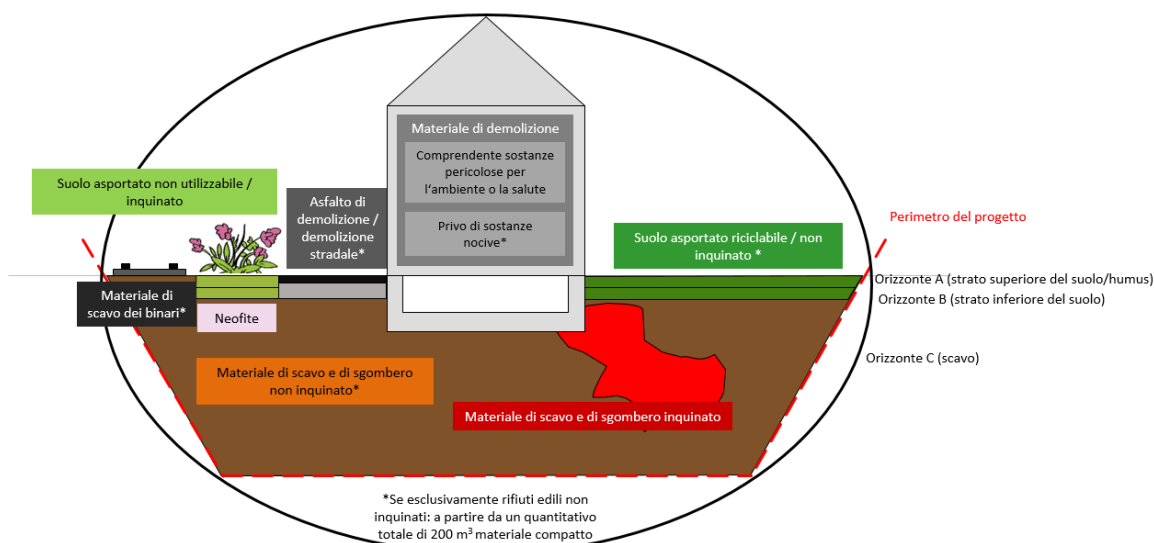 Materiale di demolizione
Comprendente sostanze
pericolose per
l'ambiente o la salute
Privo di sostanze
nocive*
Suolo asportato non utilizzabile /
inquinato
Asfalto di
demolizione /
demolizione
stradale*
Suolo asportato riciclabile / non
inquinato *
Perimetro del progetto
Orizzonte A (strato superiore del suolo/humus)
Orizzonte B (strato inferiore del suolo)
Materiale di
scavo dei binari*
Neofite
Orizzonte C (scavo)
Materiale di scavo e di sgombero
non inquinato*
Materiale di scavo e di sgombero inquinato
*Se esclusivamente rifiuti edili non
inquinati: a partire da un quantitativo
totale di 200 m³ materiale compatto